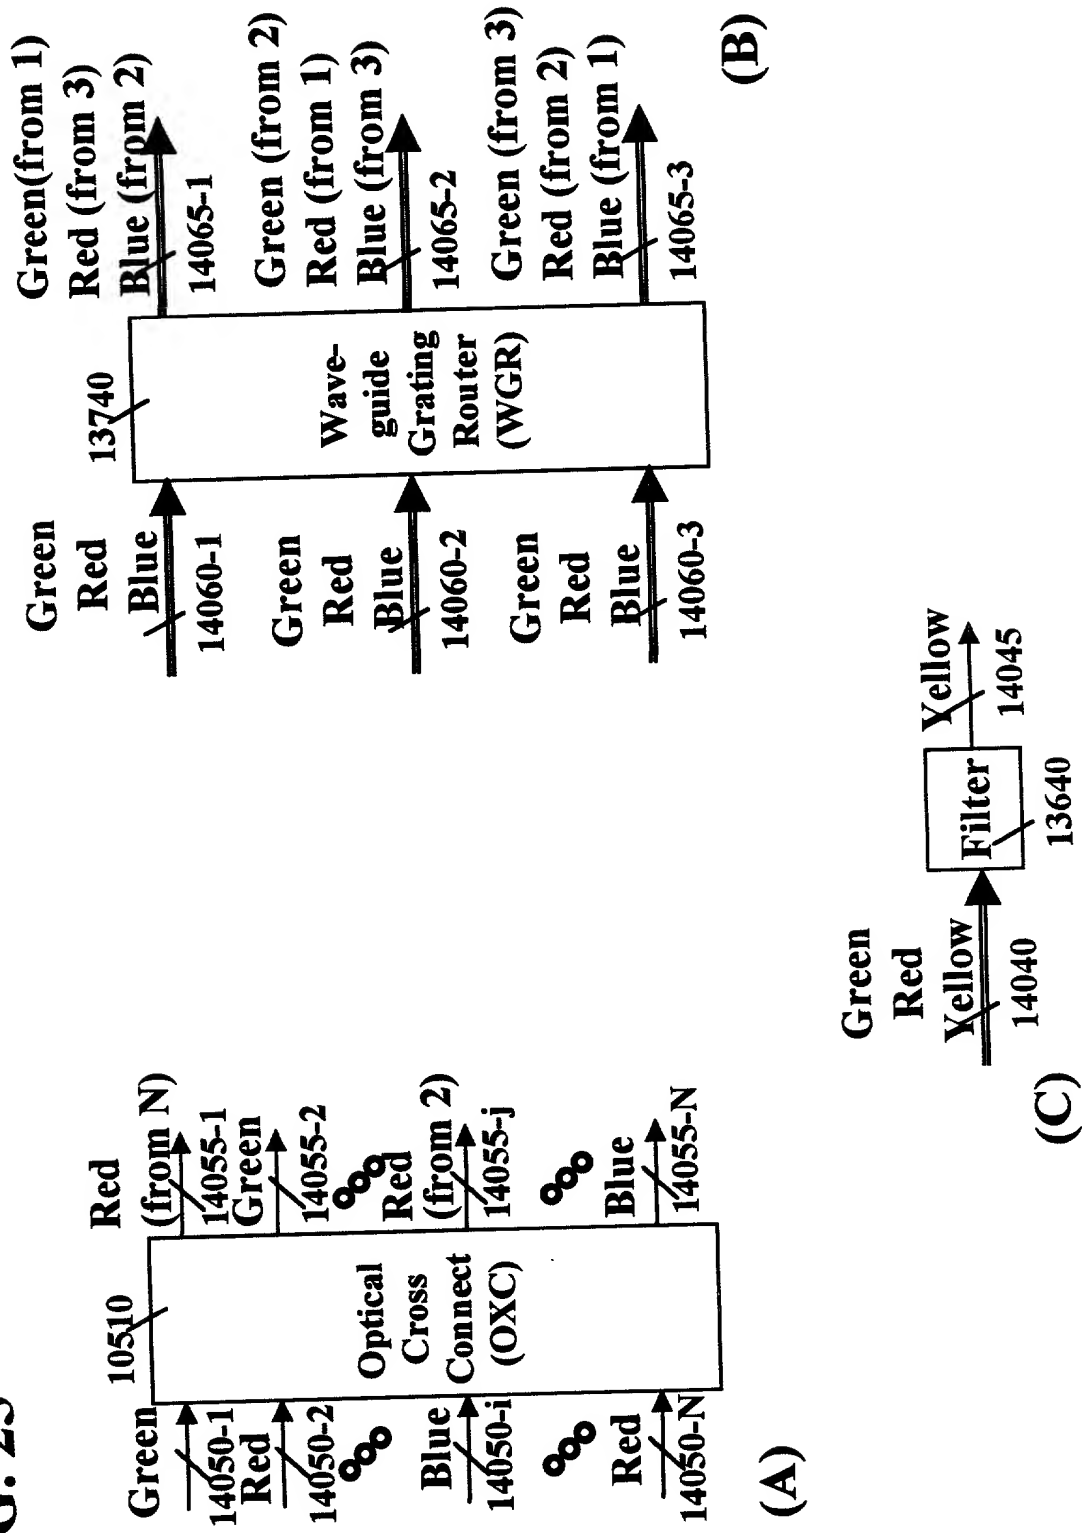 10510
Green
14050-1
Red
14050-2
Blue
14050-i
Red
14050-N
Optical
Cross
Connect
(OXC)
Red
(from N)
14055-1
Green
14055-2
Red
(from 2)
14055-j
Blue
14055-N
(A)
13740
Green
Red
Blue
14060-1
Green
Red
Blue
14060-2
Green
Red
Blue
14060-3
Wave-
guide
Grating
Router
(WGR)
Green(from 1)
Red (from 3)
Blue (from 2)
14065-1
Green (from 2)
Red (from 1)
Blue (from 3)
14065-2
Green (from 3)
Red (from 2)
Blue (from 1)
14065-3
(B)
Green
Red
Yellow
14040
Filter
13640
Yellow
14045
(C)